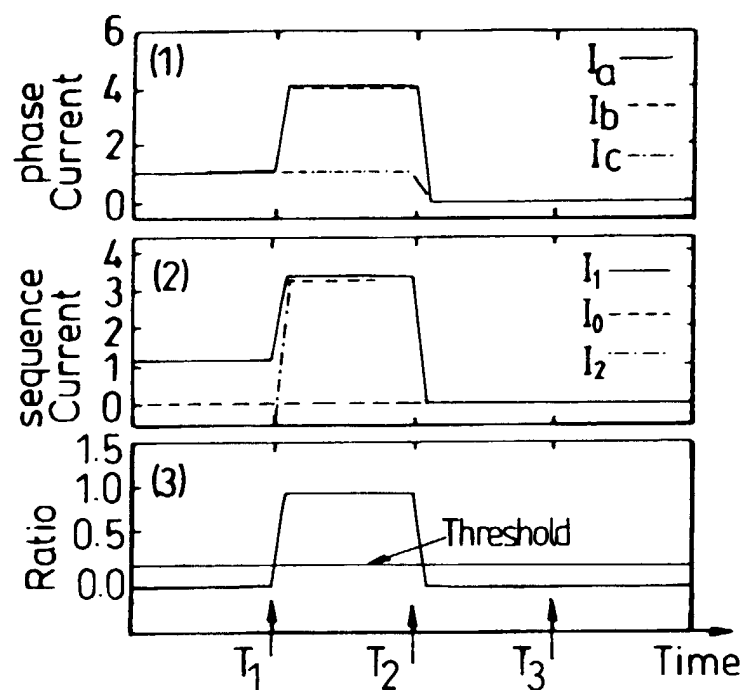 (1)
phase
Current
6
4
2
0
Ia
Ib
Ic
(2)
sequence
Current
4
3
2
1
0
I1
I0
I2
(3)
Ratio
1.5
1.0
0.5
0.0
Threshold
T1 T2 T3 Time